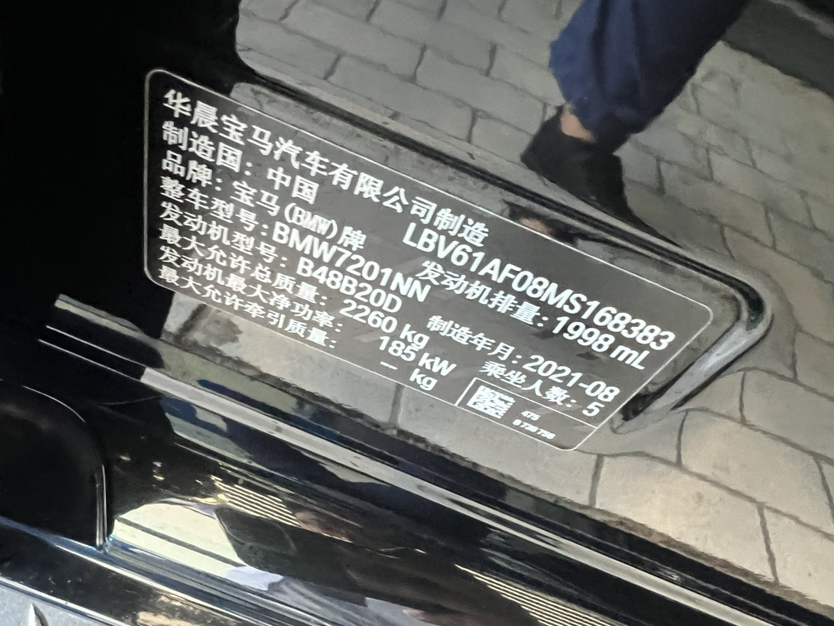 华晨宝马汽车有限公司制造
制造国：中国 LBV61AF08MS168383
品牌：宝马(BMW)牌
整车型号：BMW7201NN 发动机排量：1998 mL
发动机型号：B48B20D
最大允许总质量：2260 kg 制造年月：2021-08
发动机最大净功率：185 kW 乘坐人数：5
最大允许牵引质量：— kg
475